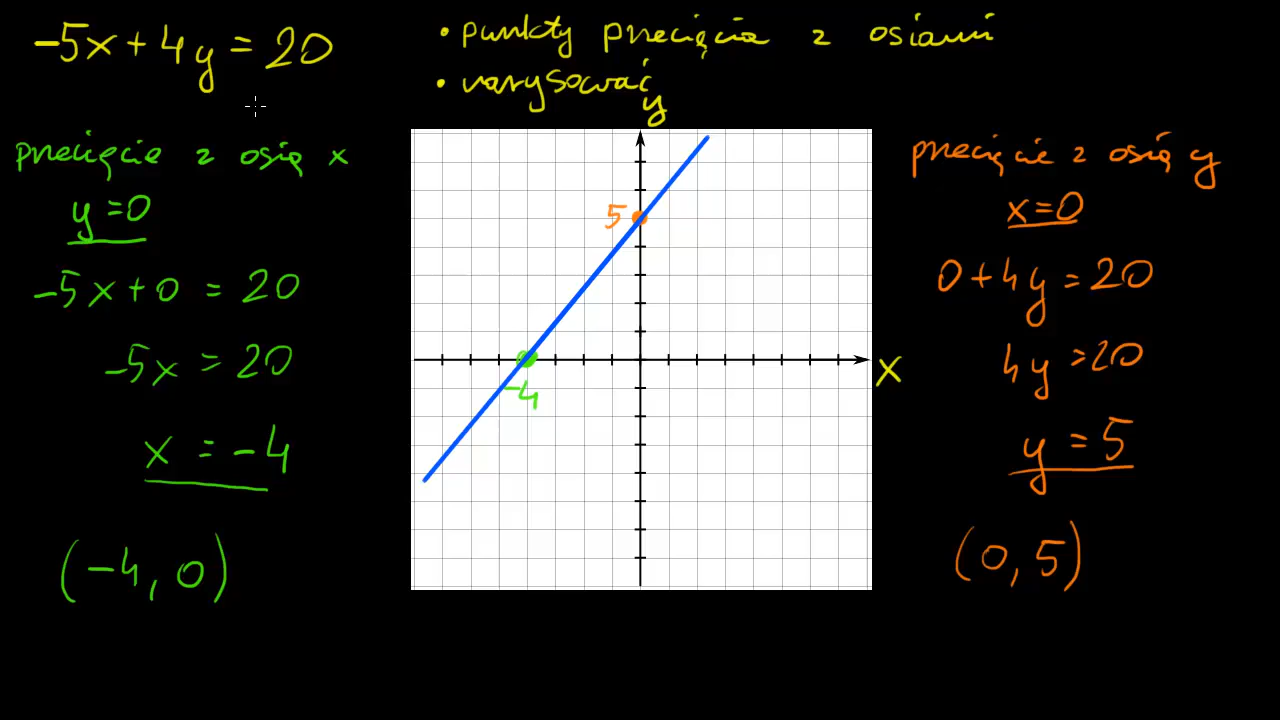 -5x + 4y = 20
• punkty przecięcia z osiami
• narysować
przecięcie z osią x
y = 0
-5x + 0 = 20
-5x = 20
x = -4
(-4, 0)
y
5
-4
x
przecięcie z osią y
x = 0
0 + 4y = 20
4y = 20
y = 5
(0, 5)